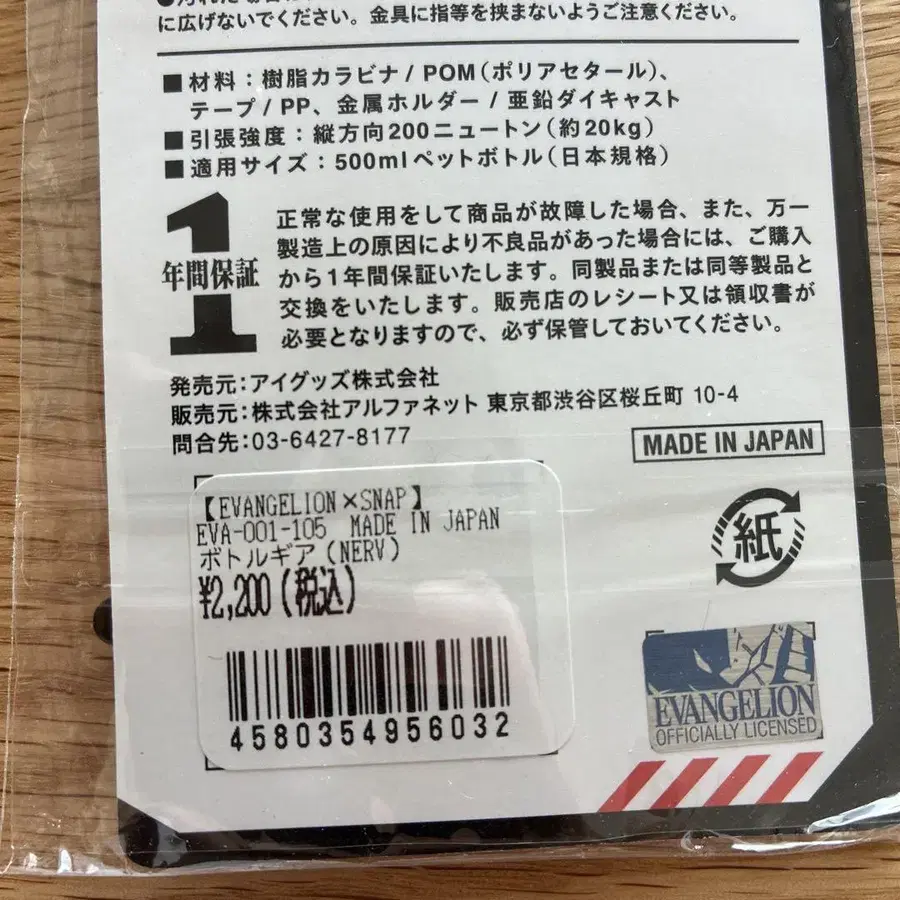 に広げないでください。金具に指等を挟まないようご注意ください。
■材料：樹脂カラビナ/POM（ポリアセタール）、
テープ/PP、金属ホルダー/亜鉛ダイキャスト
■引張強度：縦方向200ニュートン（約20kg）
■適用サイズ：500mlペットボトル（日本規格）
1
年間保証
正常な使用をして商品が故障した場合、また、万一
製造上の原因により不良品があった場合には、ご購入
から1年間保証いたします。同製品または同等製品と
交換をいたします。販売店のレシート又は領収書が
必要となりますので、必ず保管しておいてください。
発売元：アイグッズ株式会社
販売元：株式会社アルファネット 東京都渋谷区桜丘町 10-4
問合先：03-6427-8177
MADE IN JAPAN
【EVANGELION×SNAP】
EVA-001-105 MADE IN JAPAN
ボトルギア（NERV）
¥2,200（税込）
4580354956032
紙
EVANGELION
OFFICIALLY LICENSED